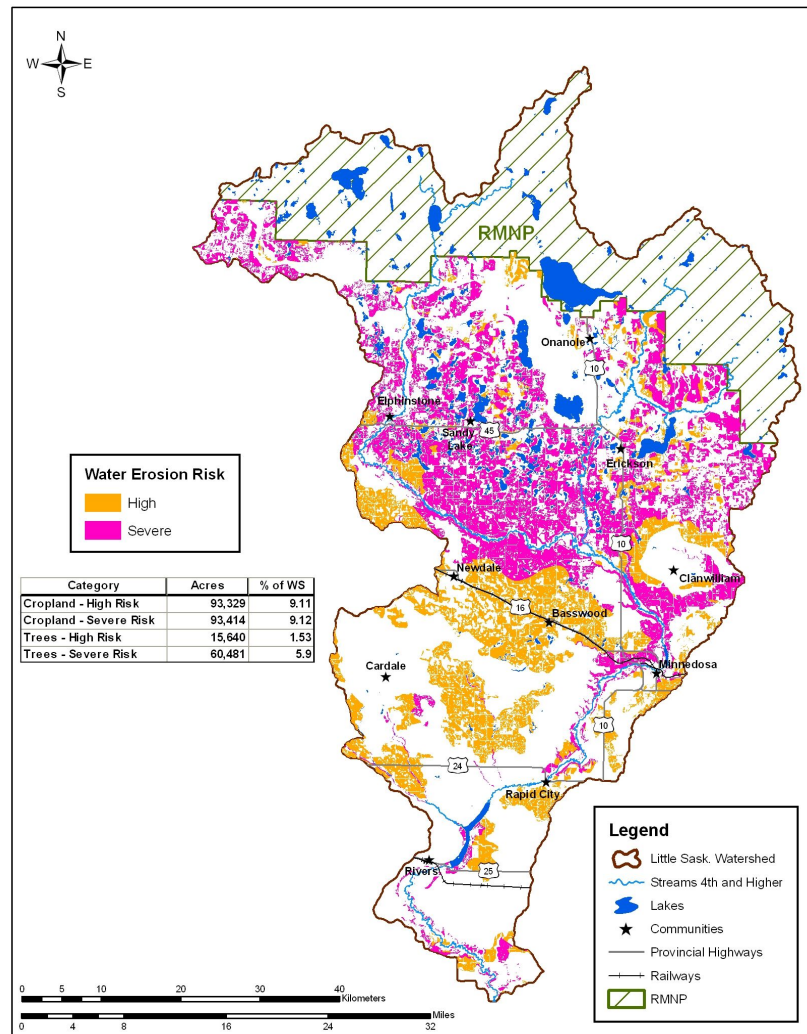 N
W E
S
RMNP
Onanole
10
Elphinstone
Sandy
Lake
45
Erickson
Water Erosion Risk
High
Severe
10
Newdale
Clanwilliam
Category Acres % of WS
Cropland - High Risk 93,329 9.11
Cropland - Severe Risk 93,414 9.12
Trees - High Risk 15,640 1.53
Trees - Severe Risk 60,481 5.9
16
Basswood
Cardale
Minnedosa
10
24
Rapid City
Rivers
25
Legend
Little Sask. Watershed
Streams 4th and Higher
Lakes
Communities
Provincial Highways
Railways
RMNP
0 5 10 20 30 40
Kilometers
Miles
0 4 8 16 24 32